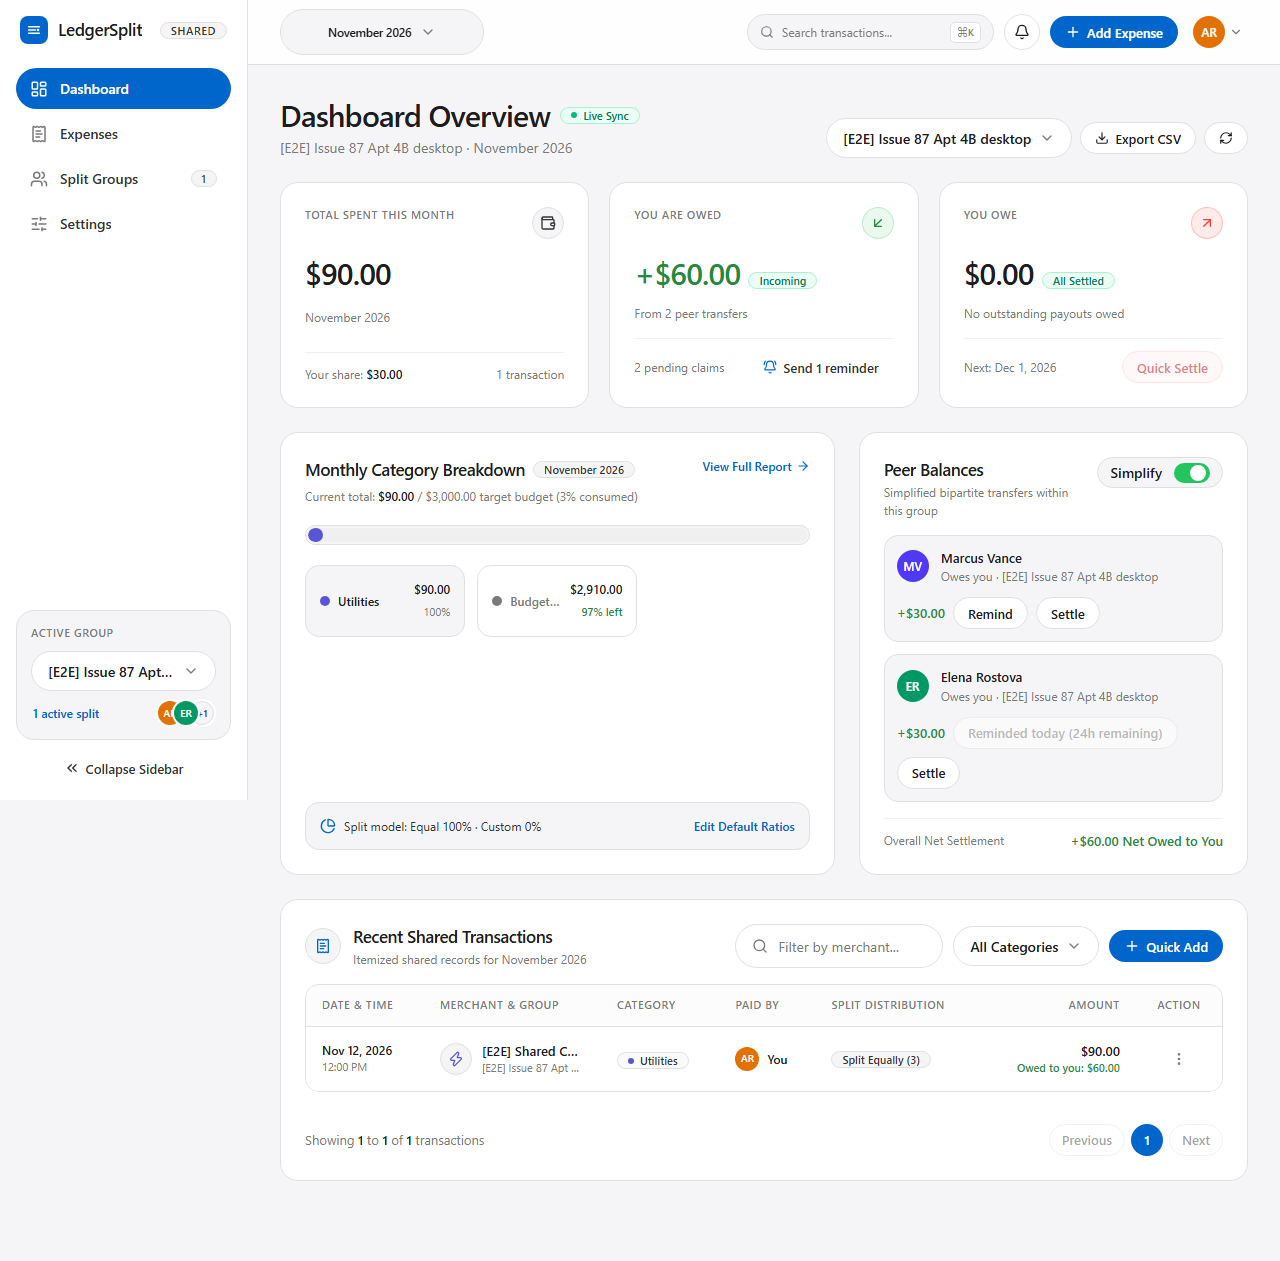 LedgerSplit SHARED
Dashboard
Expenses
Split Groups 1
Settings
ACTIVE GROUP
[E2E] Issue 87 Apt...
1 active split
ER
+1
Collapse Sidebar
November 2026
Search transactions...
⌘K
Add Expense
AR
Dashboard Overview
Live Sync
[E2E] Issue 87 Apt 4B desktop · November 2026
[E2E] Issue 87 Apt 4B desktop
Export CSV
TOTAL SPENT THIS MONTH
$90.00
November 2026
Your share: $30.00
1 transaction
YOU ARE OWED
+$60.00
Incoming
From 2 peer transfers
2 pending claims
Send 1 reminder
YOU OWE
$0.00
All Settled
No outstanding payouts owed
Next: Dec 1, 2026
Quick Settle
Monthly Category Breakdown
November 2026
View Full Report
Current total: $90.00 / $3,000.00 target budget (3% consumed)
Utilities
$90.00
100%
Budget...
$2,910.00
97% left
Split model: Equal 100% · Custom 0%
Edit Default Ratios
Peer Balances
Simplify
Simplified bipartite transfers within
this group
MV
Marcus Vance
Owes you · [E2E] Issue 87 Apt 4B desktop
+$30.00
Remind
Settle
ER
Elena Rostova
Owes you · [E2E] Issue 87 Apt 4B desktop
+$30.00
Reminded today (24h remaining)
Settle
Overall Net Settlement
+$60.00 Net Owed to You
Recent Shared Transactions
Itemized shared records for November 2026
Filter by merchant...
All Categories
Quick Add
DATE & TIME
MERCHANT & GROUP
CATEGORY
PAID BY
SPLIT DISTRIBUTION
AMOUNT
ACTION
Nov 12, 2026
12:00 PM
[E2E] Shared C...
[E2E] Issue 87 Apt ...
Utilities
AR
You
Split Equally (3)
$90.00
Owed to you: $60.00
Showing 1 to 1 of 1 transactions
Previous
1
Next